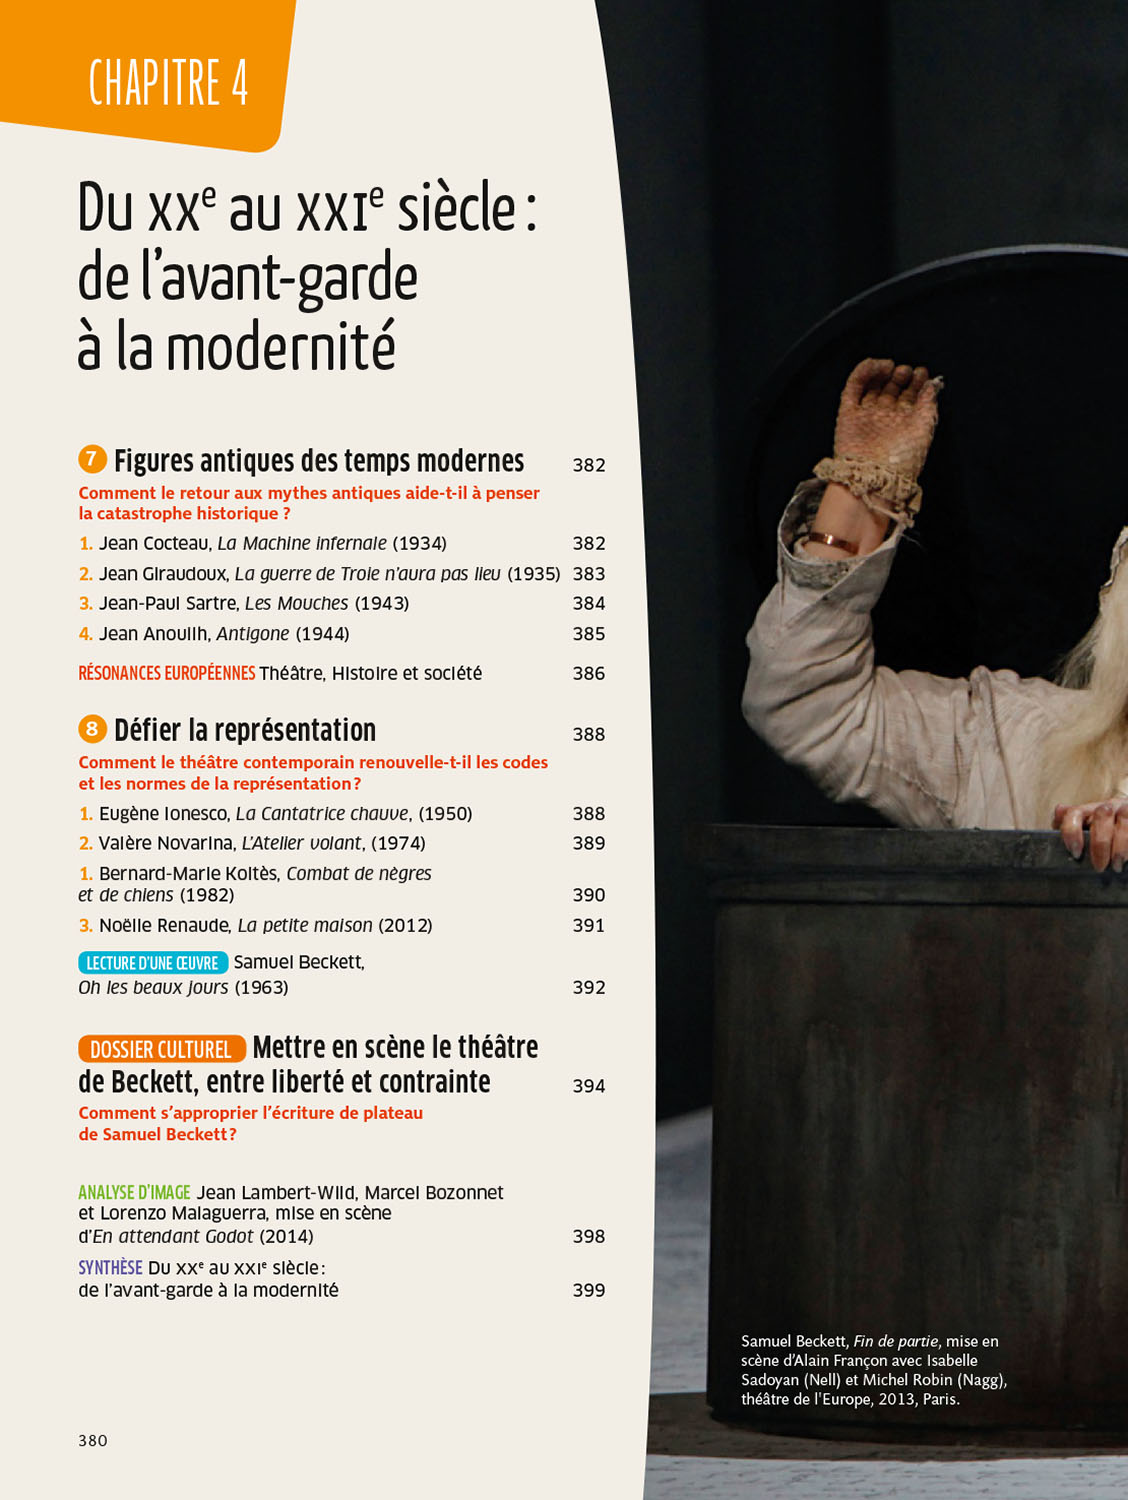 CHAPITRE 4
Du XXe au XXIe siècle :
de l'avant-garde
à la modernité
7 Figures antiques des temps modernes 382
Comment le retour aux mythes antiques aide-t-il à penser
la catastrophe historique ?
1. Jean Cocteau, La Machine infernale (1934) 382
2. Jean Giraudoux, La guerre de Troie n'aura pas lieu (1935) 383
3. Jean-Paul Sartre, Les Mouches (1943) 384
4. Jean Anouilh, Antigone (1944) 385
RÉSONANCES EUROPÉENNES Théâtre, Histoire et société 386
8 Défier la représentation 388
Comment le théâtre contemporain renouvelle-t-il les codes
et les normes de la représentation ?
1. Eugène Ionesco, La Cantatrice chauve, (1950) 388
2. Valère Novarina, L'Atelier volant, (1974) 389
1. Bernard-Marie Koltès, Combat de nègres
et de chiens (1982) 390
3. Noëlle Renaude, La petite maison (2012) 391
LECTURE D'UNE ŒUVRE Samuel Beckett,
Oh les beaux jours (1963) 392
DOSSIER CULTUREL Mettre en scène le théâtre
de Beckett, entre liberté et contrainte 394
Comment s'approprier l'écriture de plateau
de Samuel Beckett ?
ANALYSE D'IMAGE Jean Lambert-Wild, Marcel Bozonnet
et Lorenzo Malaguerra, mise en scène
d'En attendant Godot (2014) 398
SYNTHÈSE Du XXe au XXIe siècle :
de l'avant-garde à la modernité 399
Samuel Beckett, Fin de partie, mise en
scène d'Alain Françon avec Isabelle
Sadoyan (Nell) et Michel Robin (Nagg),
théâtre de l'Europe, 2013, Paris.
380